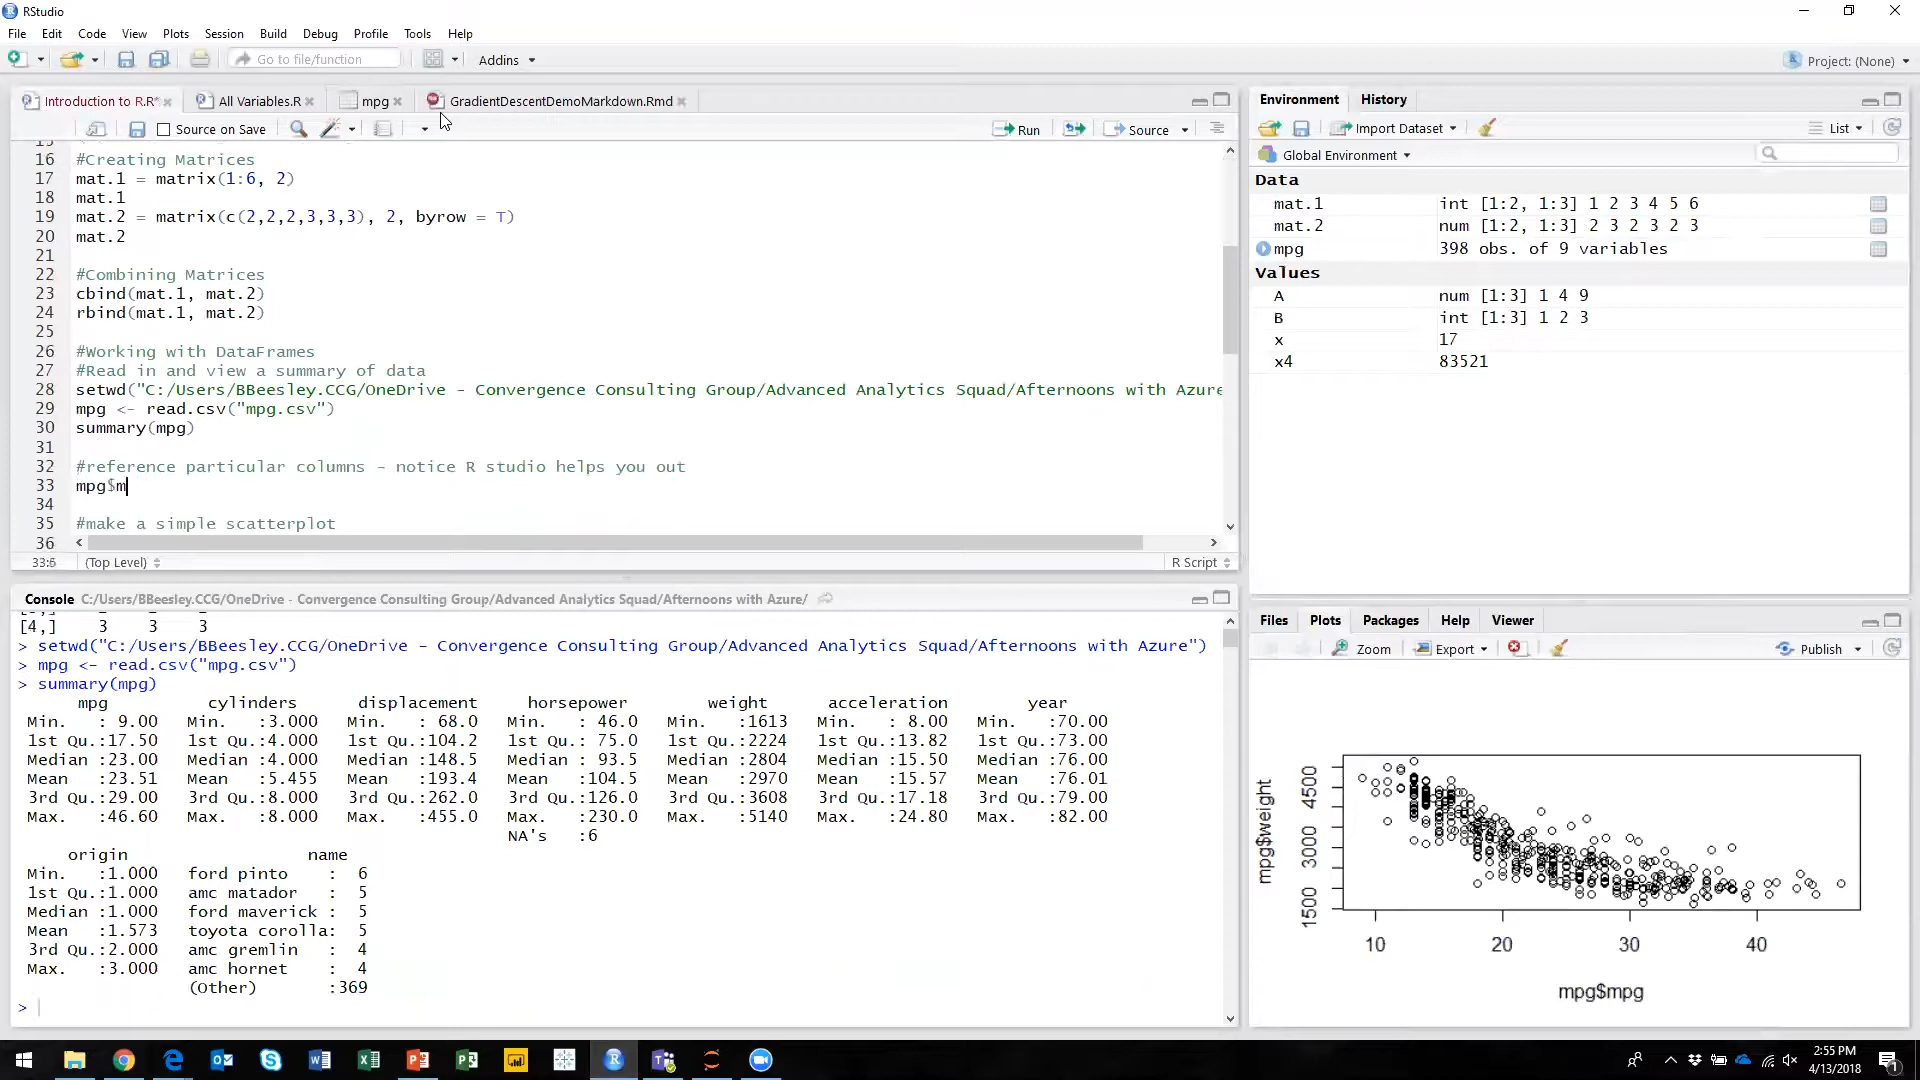 RStudio
File Edit Code View Plots Session Build Debug Profile Tools Help
Go to file/function Addins Project: (None)
Introduction to R.R* All Variables.R mpg GradientDescentDemoMarkdown.Rmd
Source on Save Run Source
16 #Creating Matrices
17 mat.1 = matrix(1:6, 2)
18 mat.1
19 mat.2 = matrix(c(2,2,2,3,3,3), 2, byrow = T)
20 mat.2
21
22 #Combining Matrices
23 cbind(mat.1, mat.2)
24 rbind(mat.1, mat.2)
25
26 #Working with DataFrames
27 #Read in and view a summary of data
28 setwd("C:/Users/BBeesley.CCG/OneDrive - Convergence Consulting Group/Advanced Analytics Squad/Afternoons with Azure
29 mpg <- read.csv("mpg.csv")
30 summary(mpg)
31
32 #reference particular columns - notice R studio helps you out
33 mpg$m
34
35 #make a simple scatterplot
36
33:6 (Top Level) R Script
Console C:/Users/BBeesley.CCG/OneDrive - Convergence Consulting Group/Advanced Analytics Squad/Afternoons with Azure/
[4,] 3 3 3
> setwd("C:/Users/BBeesley.CCG/OneDrive - Convergence Consulting Group/Advanced Analytics Squad/Afternoons with Azure")
> mpg <- read.csv("mpg.csv")
> summary(mpg)
mpg cylinders displacement horsepower weight acceleration year
Min. : 9.00 Min. :3.000 Min. : 68.0 Min. : 46.0 Min. :1613 Min. : 8.00 Min. :70.00
1st Qu.:17.50 1st Qu.:4.000 1st Qu.:104.2 1st Qu.: 75.0 1st Qu.:2224 1st Qu.:13.82 1st Qu.:73.00
Median :23.00 Median :4.000 Median :148.5 Median : 93.5 Median :2804 Median :15.50 Median :76.00
Mean :23.51 Mean :5.455 Mean :193.4 Mean :104.5 Mean :2970 Mean :15.57 Mean :76.01
3rd Qu.:29.00 3rd Qu.:8.000 3rd Qu.:262.0 3rd Qu.:126.0 3rd Qu.:3608 3rd Qu.:17.18 3rd Qu.:79.00
Max. :46.60 Max. :8.000 Max. :455.0 Max. :230.0 Max. :5140 Max. :24.80 Max. :82.00
NA's :6
origin name
Min. :1.000 ford pinto : 6
1st Qu.:1.000 amc matador : 5
Median :1.000 ford maverick : 5
Mean :1.573 toyota corolla: 5
3rd Qu.:2.000 amc gremlin : 4
Max. :3.000 amc hornet : 4
(Other) :369
>
Environment History
Import Dataset List
Global Environment
Data
mat.1 int [1:2, 1:3] 1 2 3 4 5 6
mat.2 num [1:2, 1:3] 2 3 2 3 2 3
mpg 398 obs. of 9 variables
Values
A num [1:3] 1 4 9
B int [1:3] 1 2 3
x 17
x4 83521
Files Plots Packages Help Viewer
Zoom Export Publish
mpg$weight
4500
3000
1500
10 20 30 40
mpg$mpg
2:55 PM
4/13/2018